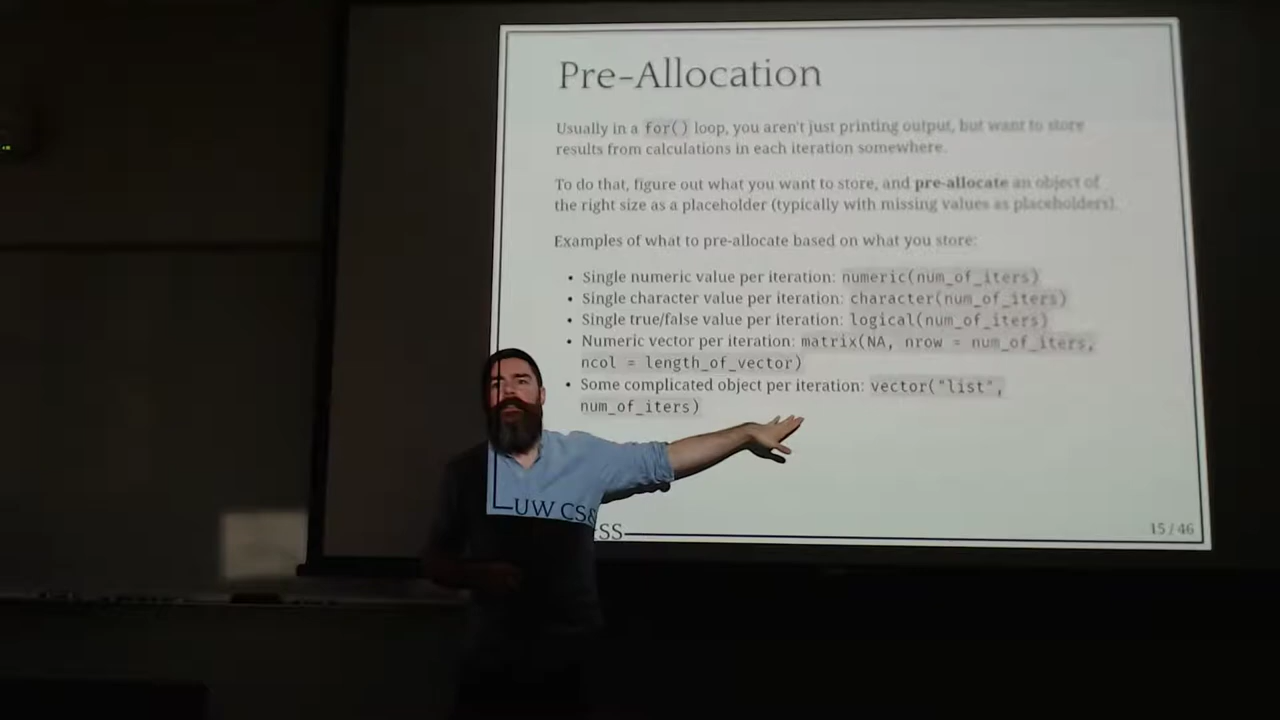 Pre-Allocation
Usually in a for() loop, you aren't just printing output, but want to store
results from calculations in each iteration somewhere.
To do that, figure out what you want to store, and pre-allocate an object of
the right size as a placeholder (typically with missing values as placeholders).
Examples of what to pre-allocate based on what you store:
• Single numeric value per iteration: numeric(num_of_iters)
• Single character value per iteration: character(num_of_iters)
• Single true/false value per iteration: logical(num_of_iters)
• Numeric vector per iteration: matrix(NA, nrow = num_of_iters,
ncol = length_of_vector)
• Some complicated object per iteration: vector("list",
num_of_iters)
UW CS&SS
15 / 46